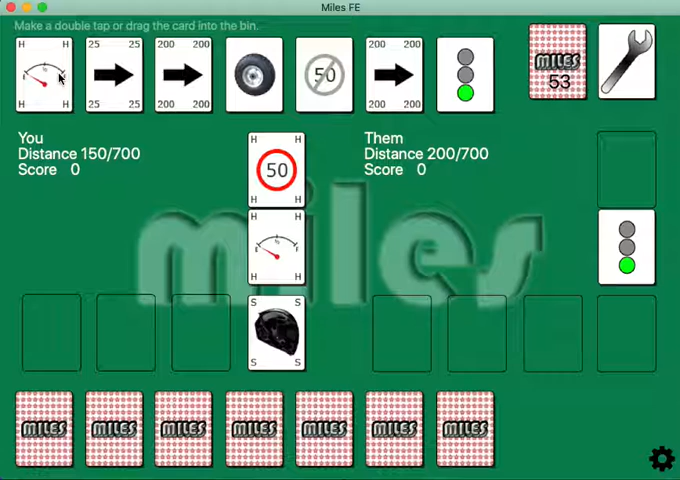 Miles FE
Make a double tap or drag the card into the bin.
H H
H H
25 25
25 25
200 200
200 200
50
200 200
200 200
MILES
53
You
Distance 150/700
Score 0
Them
Distance 200/700
Score 0
H H
50
H H
H H
E F
H H
miles
S S
S S
MILES MILES MILES MILES MILES MILES MILES